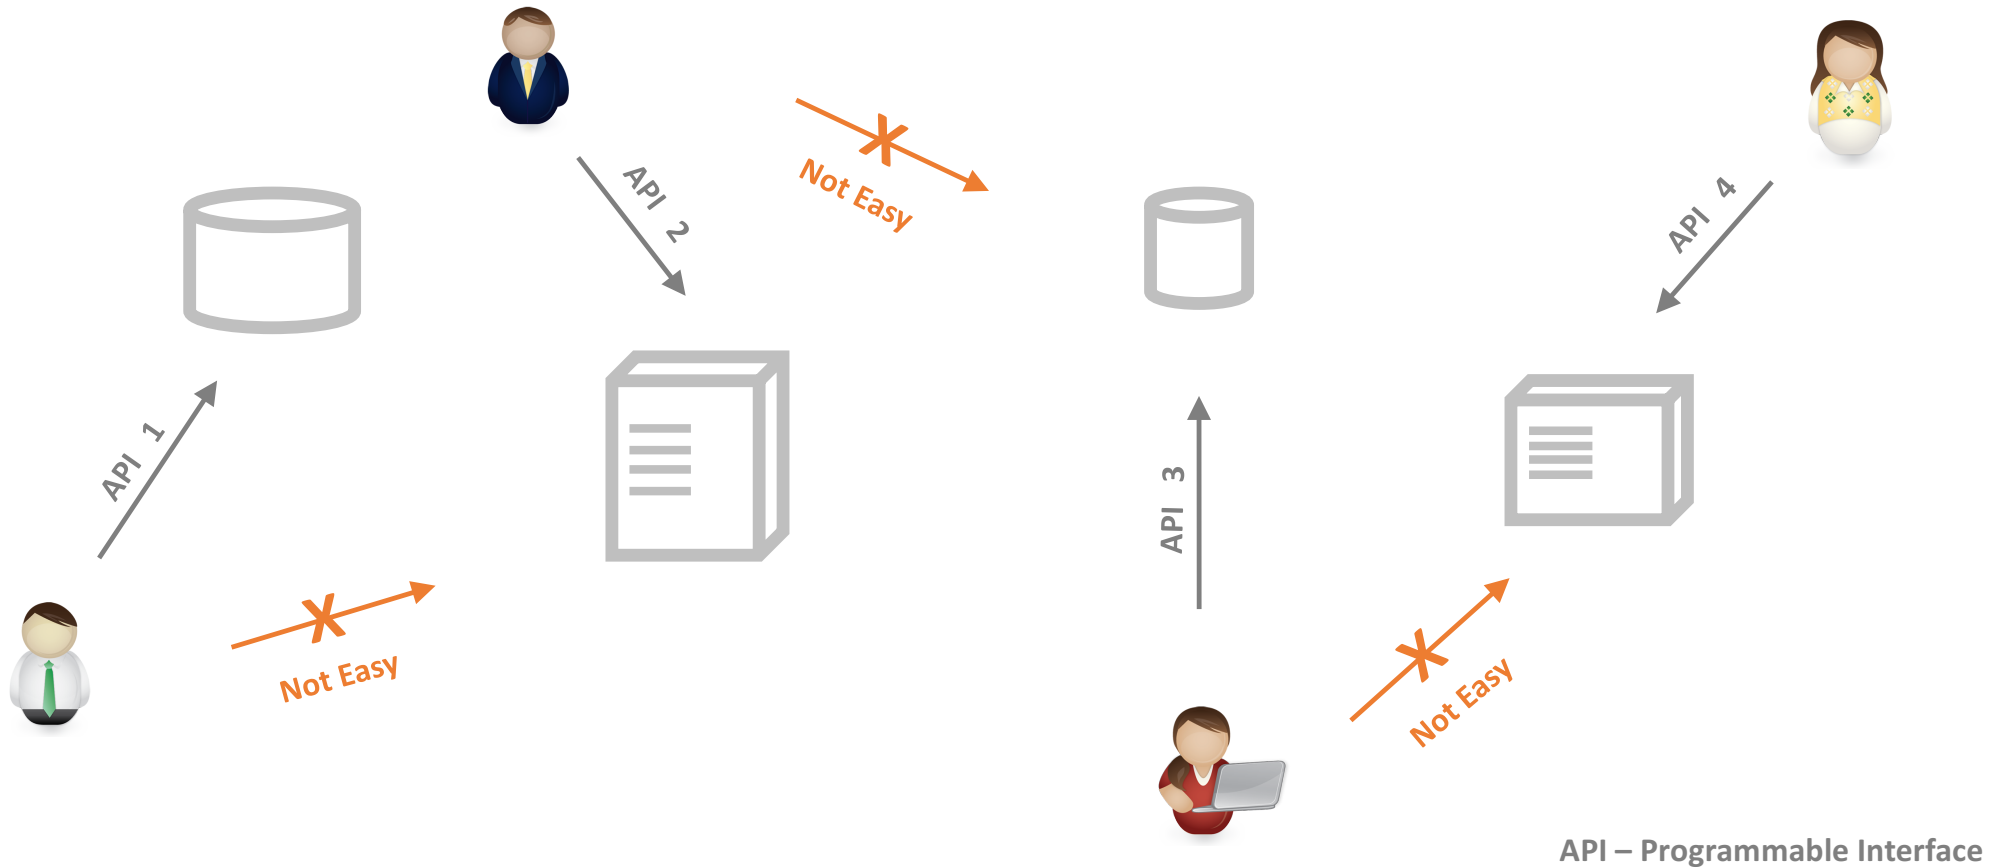 API 2
Not Easy
API 4
API 1
API 3
Not Easy
Not Easy
API – Programmable Interface